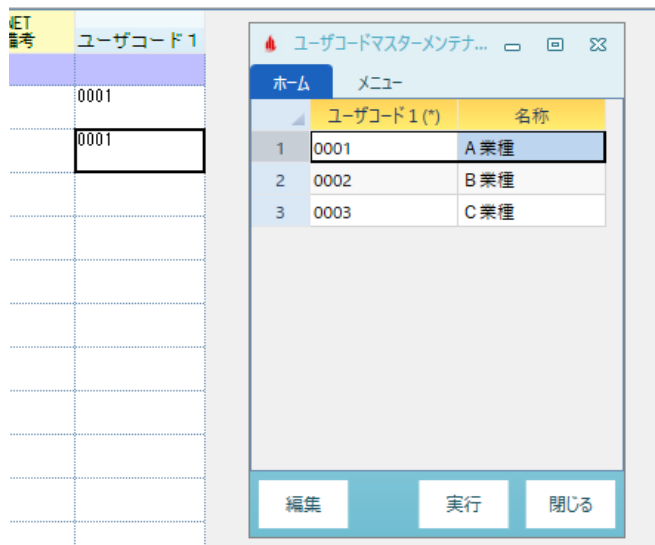 NET
備考
ユーザコード1
0001
0001
ユーザコードマスターメンテナ...
ホーム
メニュー
ユーザコード1(*) 名称
1 0001 A業種
2 0002 B業種
3 0003 C業種
編集 実行 閉じる